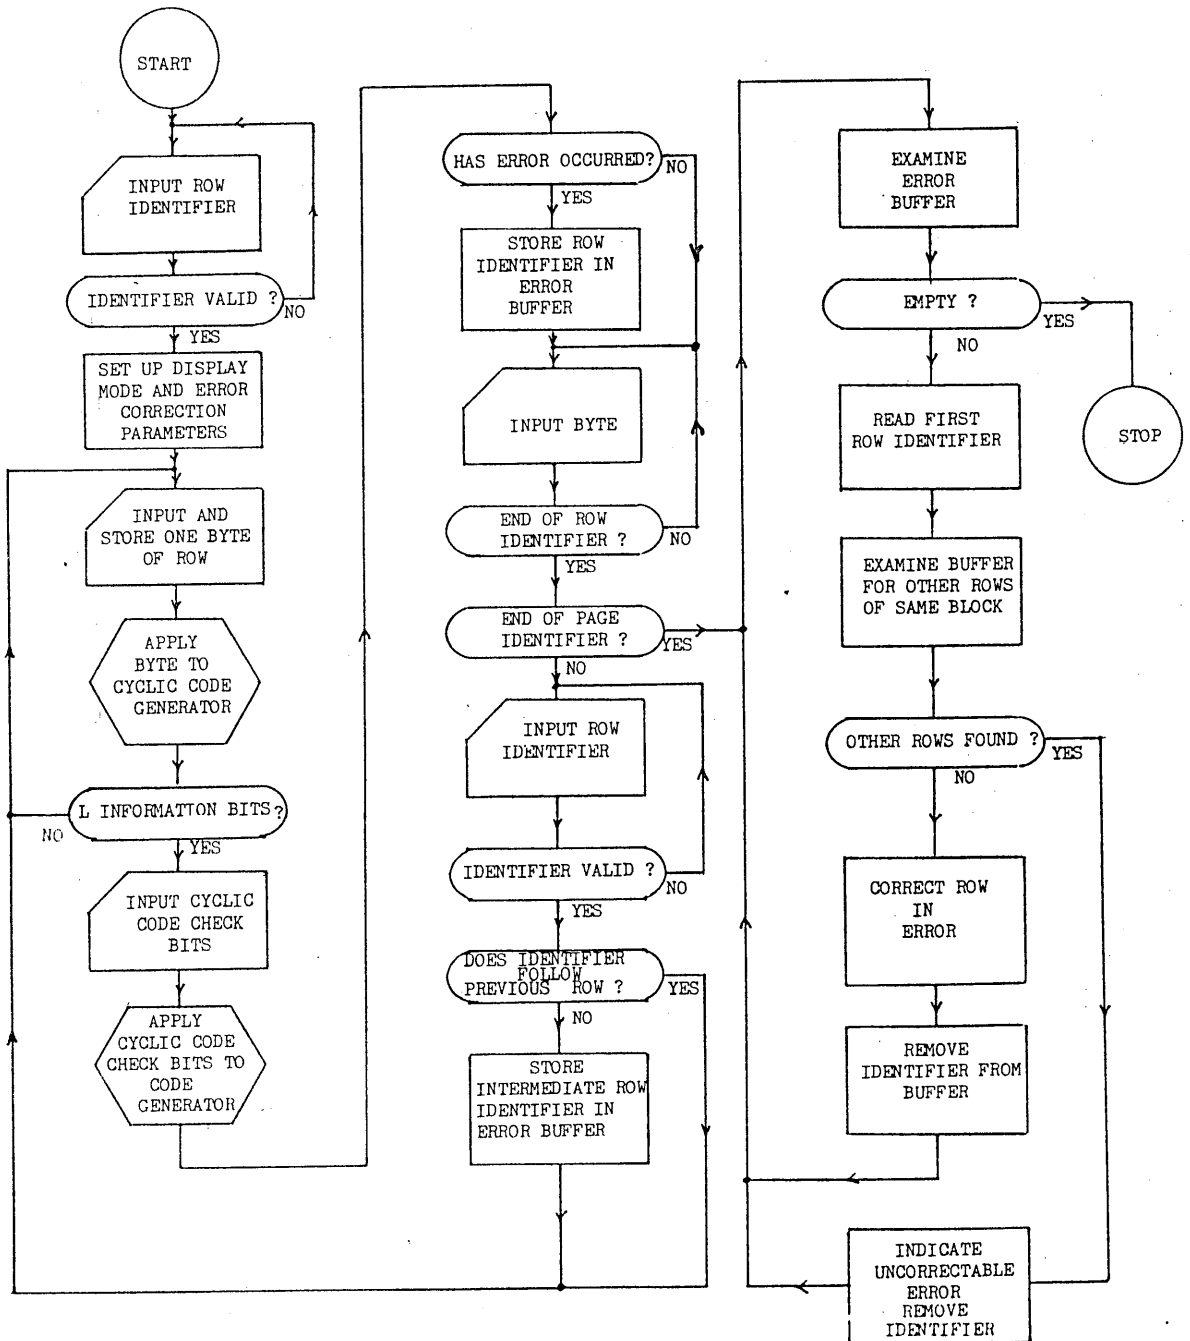 START
INPUT ROW
IDENTIFIER
IDENTIFIER VALID ?
NO
YES
SET UP DISPLAY
MODE AND ERROR
CORRECTION
PARAMETERS
INPUT AND
STORE ONE BYTE
OF ROW
APPLY
BYTE TO
CYCLIC CODE
GENERATOR
L INFORMATION BITS?
NO
YES
INPUT CYCLIC
CODE CHECK
BITS
APPLY
CYCLIC CODE
CHECK BITS TO
CODE
GENERATOR
HAS ERROR OCCURRED?
NO
YES
STORE ROW
IDENTIFIER IN
ERROR
BUFFER
INPUT BYTE
END OF ROW
IDENTIFIER ?
NO
YES
END OF PAGE
IDENTIFIER ?
YES
NO
INPUT ROW
IDENTIFIER
IDENTIFIER VALID ?
NO
YES
DOES IDENTIFIER
FOLLOW
PREVIOUS ROW ?
YES
NO
STORE
INTERMEDIATE ROW
IDENTIFIER IN
ERROR BUFFER
EXAMINE
ERROR
BUFFER
EMPTY ?
YES
NO
STOP
READ FIRST
ROW IDENTIFIER
EXAMINE BUFFER
FOR OTHER ROWS
OF SAME BLOCK
OTHER ROWS FOUND ?
YES
NO
CORRECT ROW
IN
ERROR
REMOVE
IDENTIFIER FROM
BUFFER
INDICATE
UNCORRECTABLE
ERROR
REMOVE
IDENTIFIER